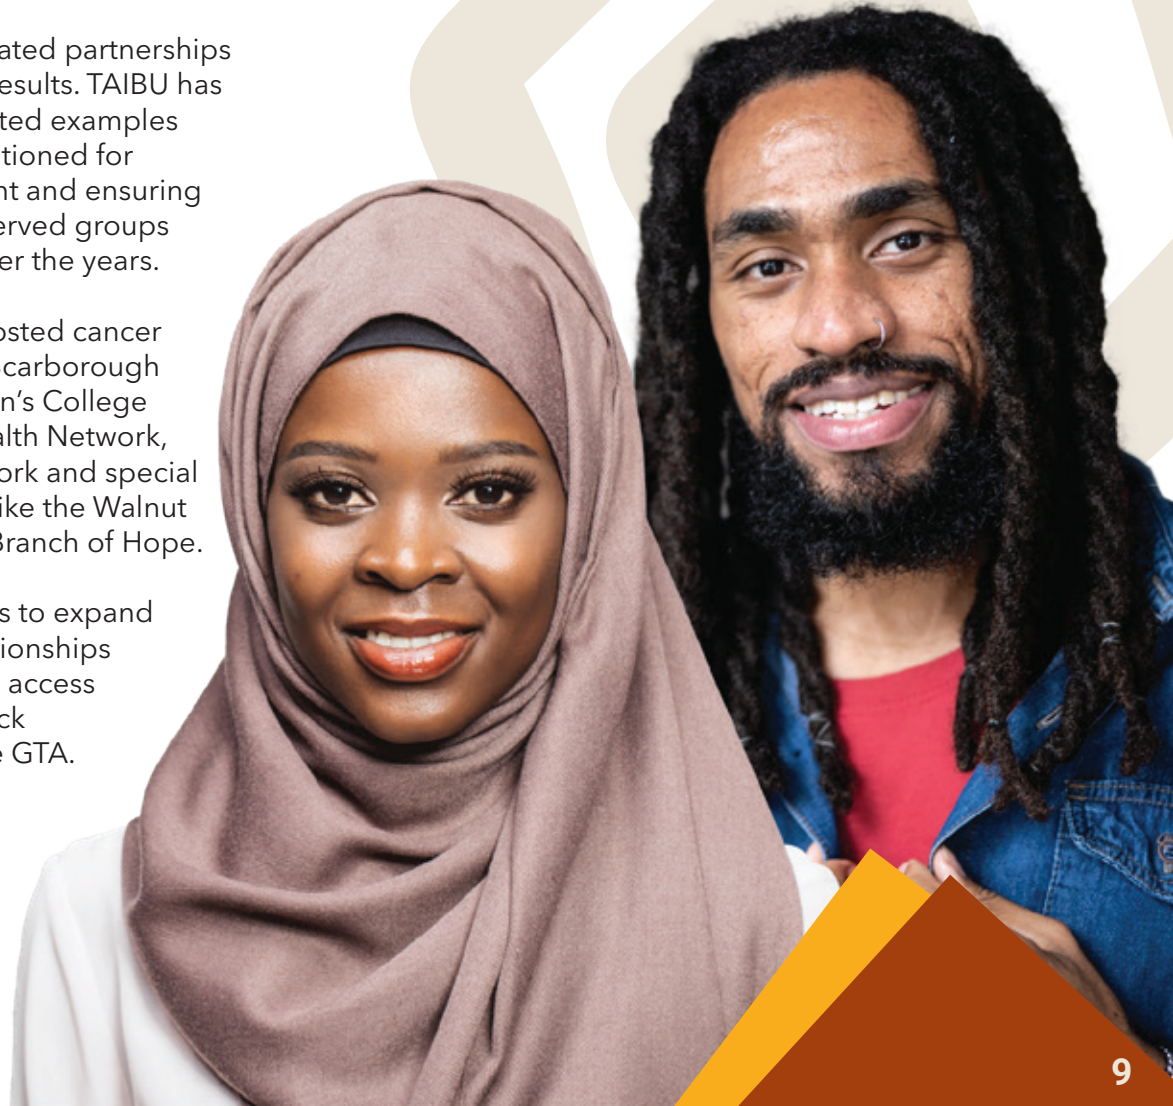 ated partnerships
esults. TAIBU has
ted examples
tioned for
nt and ensuring
erved groups
er the years.
osted cancer
Scarborough
n's College
alth Network,
ork and special
ike the Walnut
Branch of Hope.
s to expand
ionships
access
ck
e GTA.
9